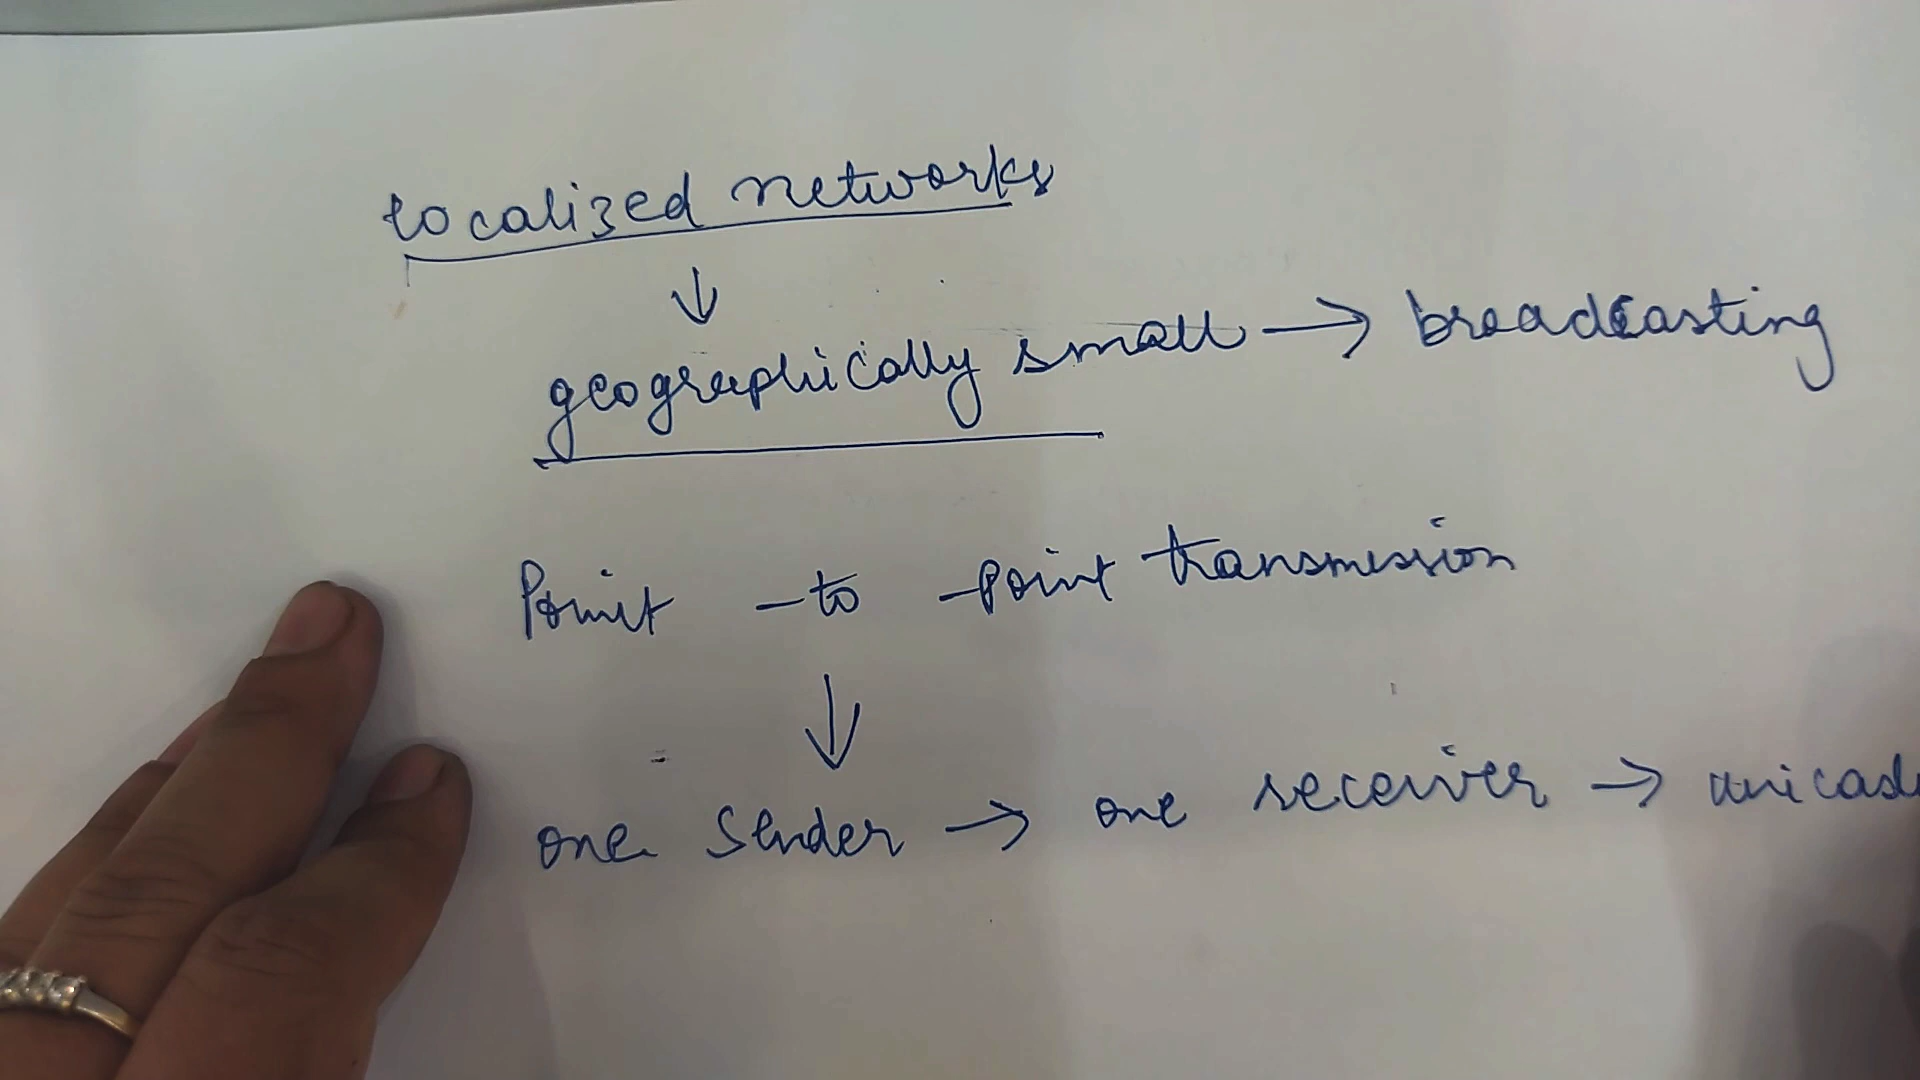 localized networks
↓
geographically small → broadcasting
Point -to -point transmission
↓
one sender → one receiver →